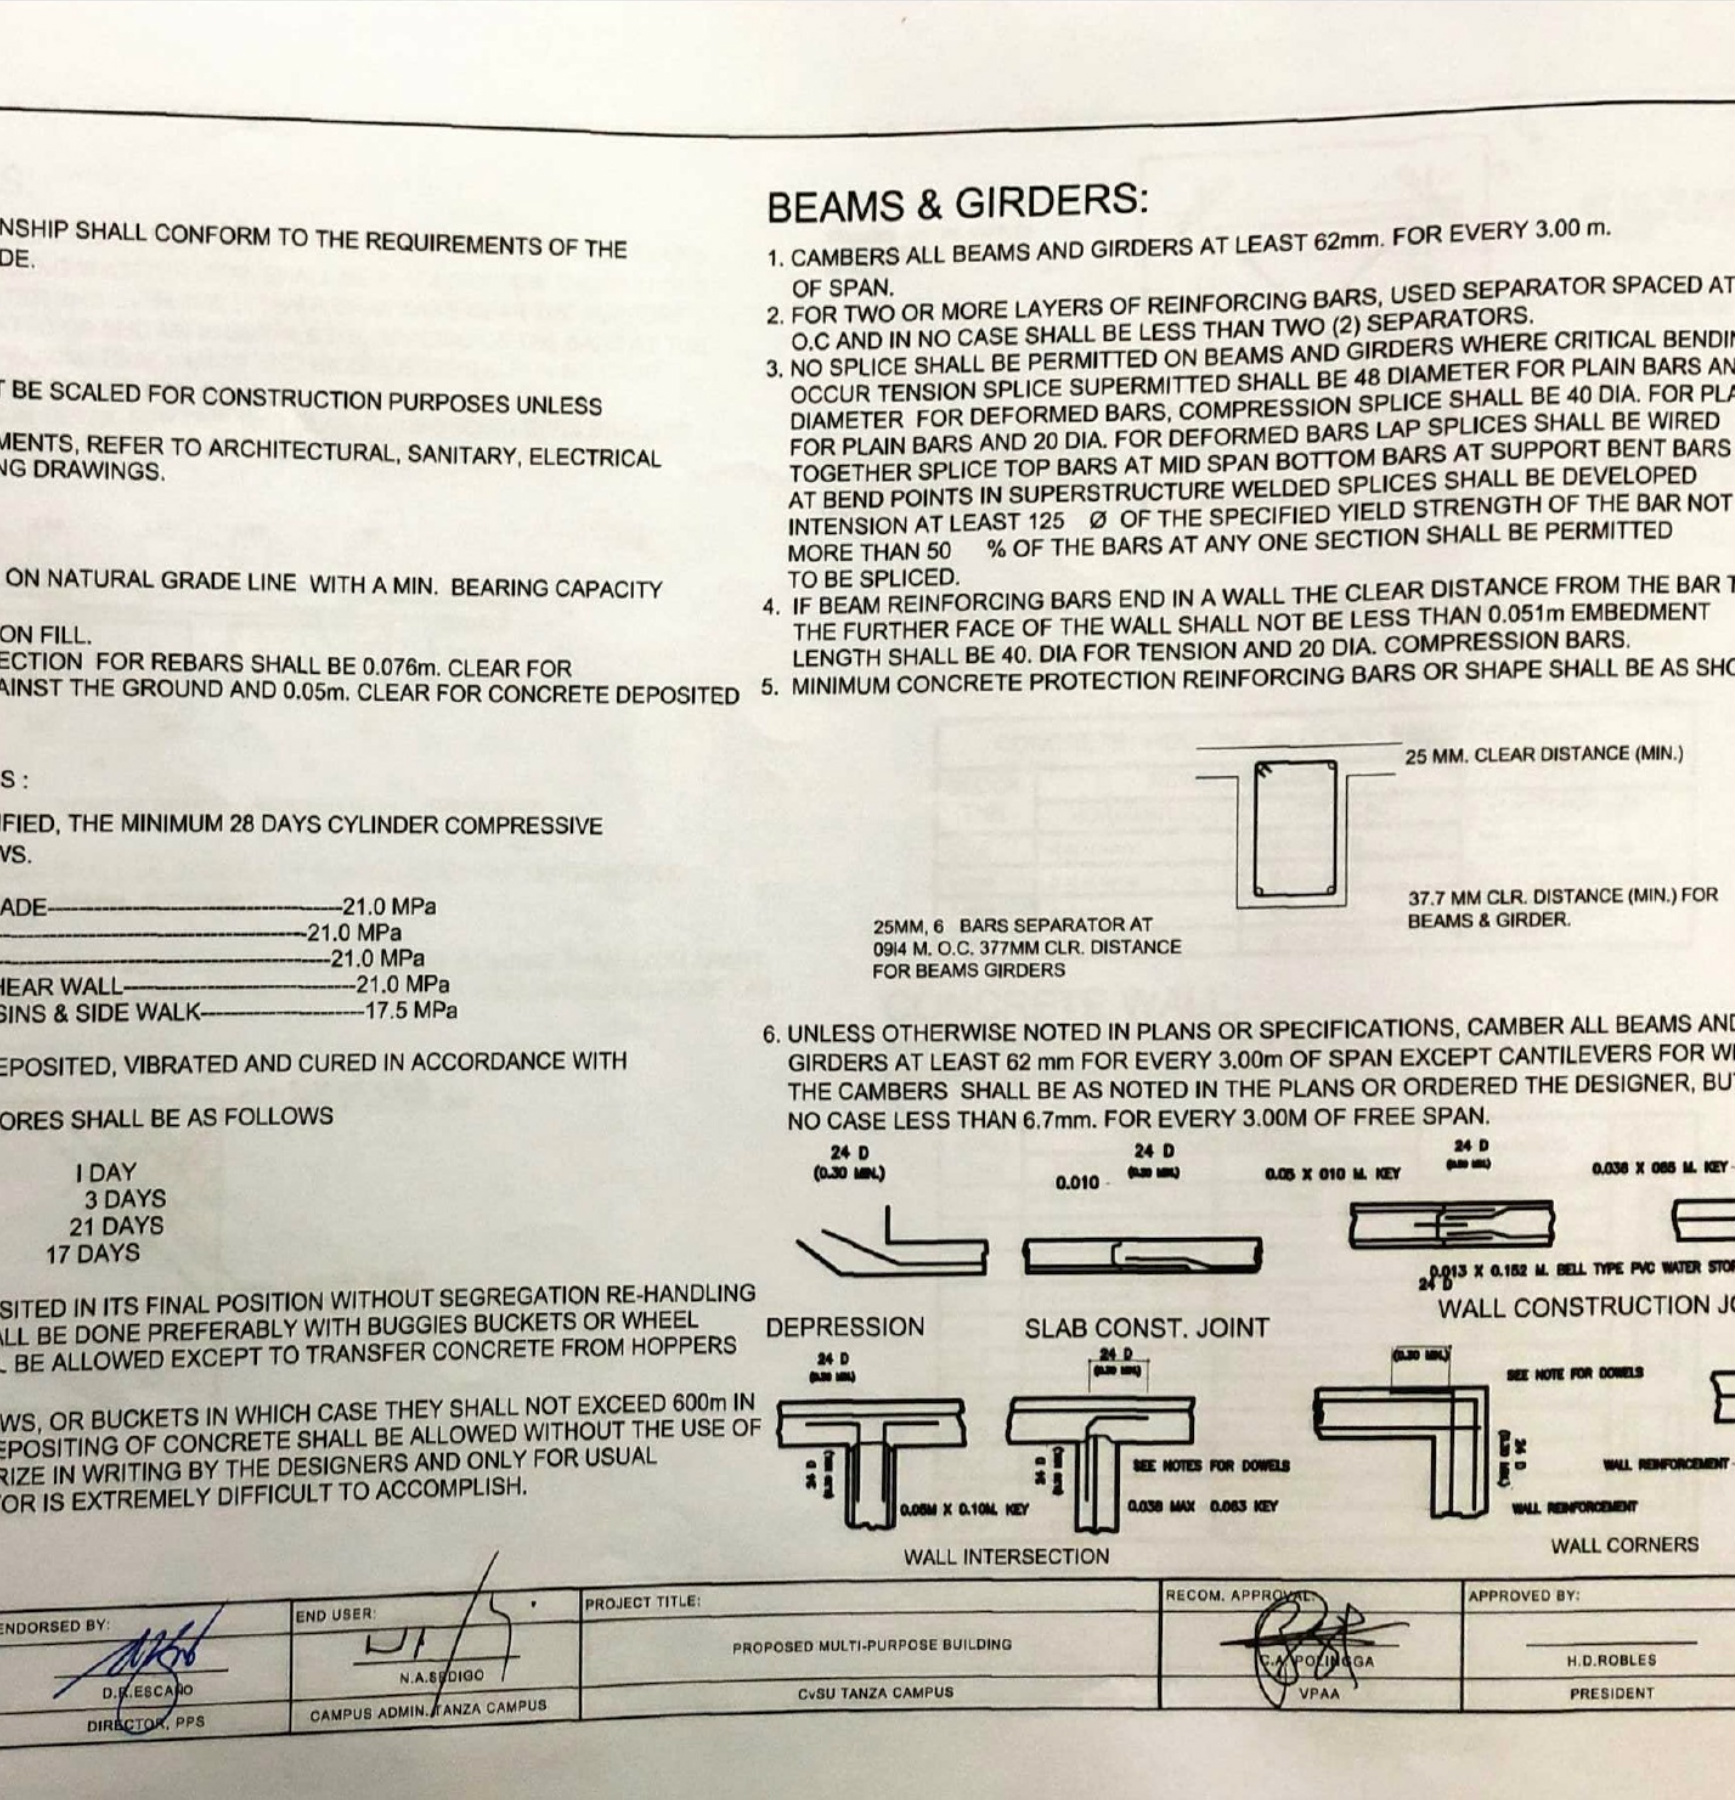 NSHIP SHALL CONFORM TO THE REQUIREMENTS OF THE
DE.
T BE SCALED FOR CONSTRUCTION PURPOSES UNLESS
MENTS, REFER TO ARCHITECTURAL, SANITARY, ELECTRICAL
NG DRAWINGS.
ON NATURAL GRADE LINE WITH A MIN. BEARING CAPACITY
ON FILL.
ECTION FOR REBARS SHALL BE 0.076m. CLEAR FOR
AINST THE GROUND AND 0.05m. CLEAR FOR CONCRETE DEPOSITED
S :
IFIED, THE MINIMUM 28 DAYS CYLINDER COMPRESSIVE
WS.
ADE-----------------------------21.0 MPa
-----------------------------21.0 MPa
-----------------------------21.0 MPa
HEAR WALL-----------------------21.0 MPa
SINS & SIDE WALK----------------17.5 MPa
EPOSITED, VIBRATED AND CURED IN ACCORDANCE WITH
ORES SHALL BE AS FOLLOWS
I DAY
3 DAYS
21 DAYS
17 DAYS
SITED IN ITS FINAL POSITION WITHOUT SEGREGATION RE-HANDLING
ALL BE DONE PREFERABLY WITH BUGGIES BUCKETS OR WHEEL
L BE ALLOWED EXCEPT TO TRANSFER CONCRETE FROM HOPPERS
WS, OR BUCKETS IN WHICH CASE THEY SHALL NOT EXCEED 600m IN
EPOSITING OF CONCRETE SHALL BE ALLOWED WITHOUT THE USE OF
RIZE IN WRITING BY THE DESIGNERS AND ONLY FOR USUAL
OR IS EXTREMELY DIFFICULT TO ACCOMPLISH.
BEAMS & GIRDERS:
1. CAMBERS ALL BEAMS AND GIRDERS AT LEAST 62mm. FOR EVERY 3.00 m.
OF SPAN.
2. FOR TWO OR MORE LAYERS OF REINFORCING BARS, USED SEPARATOR SPACED AT
O.C AND IN NO CASE SHALL BE LESS THAN TWO (2) SEPARATORS.
3. NO SPLICE SHALL BE PERMITTED ON BEAMS AND GIRDERS WHERE CRITICAL BENDIN
OCCUR TENSION SPLICE SUPERMITTED SHALL BE 48 DIAMETER FOR PLAIN BARS AN
DIAMETER FOR DEFORMED BARS, COMPRESSION SPLICE SHALL BE 40 DIA. FOR PLA
FOR PLAIN BARS AND 20 DIA. FOR DEFORMED BARS LAP SPLICES SHALL BE WIRED
TOGETHER SPLICE TOP BARS AT MID SPAN BOTTOM BARS AT SUPPORT BENT BARS
AT BEND POINTS IN SUPERSTRUCTURE WELDED SPLICES SHALL BE DEVELOPED
INTENSION AT LEAST 125 Ø OF THE SPECIFIED YIELD STRENGTH OF THE BAR NOT
MORE THAN 50 % OF THE BARS AT ANY ONE SECTION SHALL BE PERMITTED
TO BE SPLICED.
4. IF BEAM REINFORCING BARS END IN A WALL THE CLEAR DISTANCE FROM THE BAR T
THE FURTHER FACE OF THE WALL SHALL NOT BE LESS THAN 0.051m EMBEDMENT
LENGTH SHALL BE 40. DIA FOR TENSION AND 20 DIA. COMPRESSION BARS.
5. MINIMUM CONCRETE PROTECTION REINFORCING BARS OR SHAPE SHALL BE AS SHO
25 MM. CLEAR DISTANCE (MIN.)
37.7 MM CLR. DISTANCE (MIN.) FOR
BEAMS & GIRDER.
25MM, 6 BARS SEPARATOR AT
09I4 M. O.C. 377MM CLR. DISTANCE
FOR BEAMS GIRDERS
6. UNLESS OTHERWISE NOTED IN PLANS OR SPECIFICATIONS, CAMBER ALL BEAMS AND
GIRDERS AT LEAST 62 mm FOR EVERY 3.00m OF SPAN EXCEPT CANTILEVERS FOR WH
THE CAMBERS SHALL BE AS NOTED IN THE PLANS OR ORDERED THE DESIGNER, BUT
NO CASE LESS THAN 6.7mm. FOR EVERY 3.00M OF FREE SPAN.
24 D
(0.30 MIN.)
0.010
24 D
(0.30 MIN.)
0.05 X 010 M. KEY
24 D
0.036 X 065 M. KEY
0.013 X 0.152 M. BELL TYPE PVC WATER STO
24 D
DEPRESSION
SLAB CONST. JOINT
WALL CONSTRUCTION JO
24 D
(0.30 MIN.)
24 D
(0.30 MIN.)
(0.30 MIN.)
SEE NOTE FOR DOWELS
24 D
24 D
24 D
(0.30 MIN.)
SEE NOTES FOR DOWELS
0.05M X 0.10M. KEY
0.038 MAX 0.063 KEY
WALL REINFORCEMENT
WALL REINFORCEMENT
WALL INTERSECTION
WALL CORNERS
ENDORSED BY:
D.R.ESCAÑO
DIRECTOR, PPS
END USER:
N.A.SEDIGO
CAMPUS ADMIN. TANZA CAMPUS
PROJECT TITLE:
PROPOSED MULTI-PURPOSE BUILDING
CvSU TANZA CAMPUS
RECOM. APPROVAL:
C.A. POLINGGA
VPAA
APPROVED BY:
H.D.ROBLES
PRESIDENT